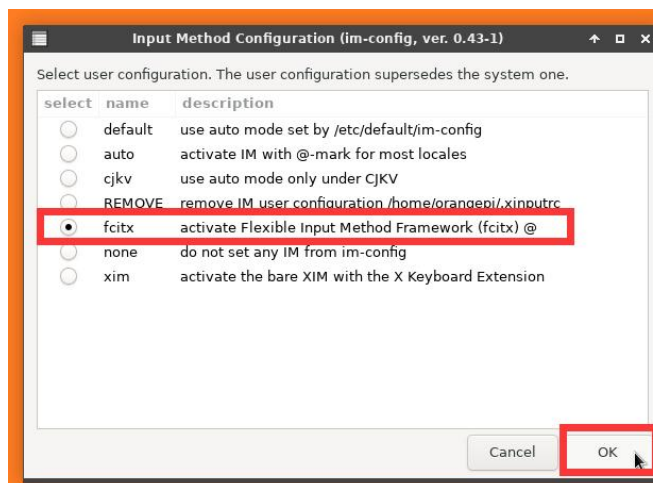 Input Method Configuration (im-config, ver. 0.43-1)
Select user configuration. The user configuration supersedes the system one.
select name description
default use auto mode set by /etc/default/im-config
auto activate IM with @-mark for most locales
cjkv use auto mode only under CJKV
REMOVE remove IM user configuration /home/orangepi/.xinputrc
fcitx activate Flexible Input Method Framework (fcitx) @
none do not set any IM from im-config
xim activate the bare XIM with the X Keyboard Extension
Cancel OK